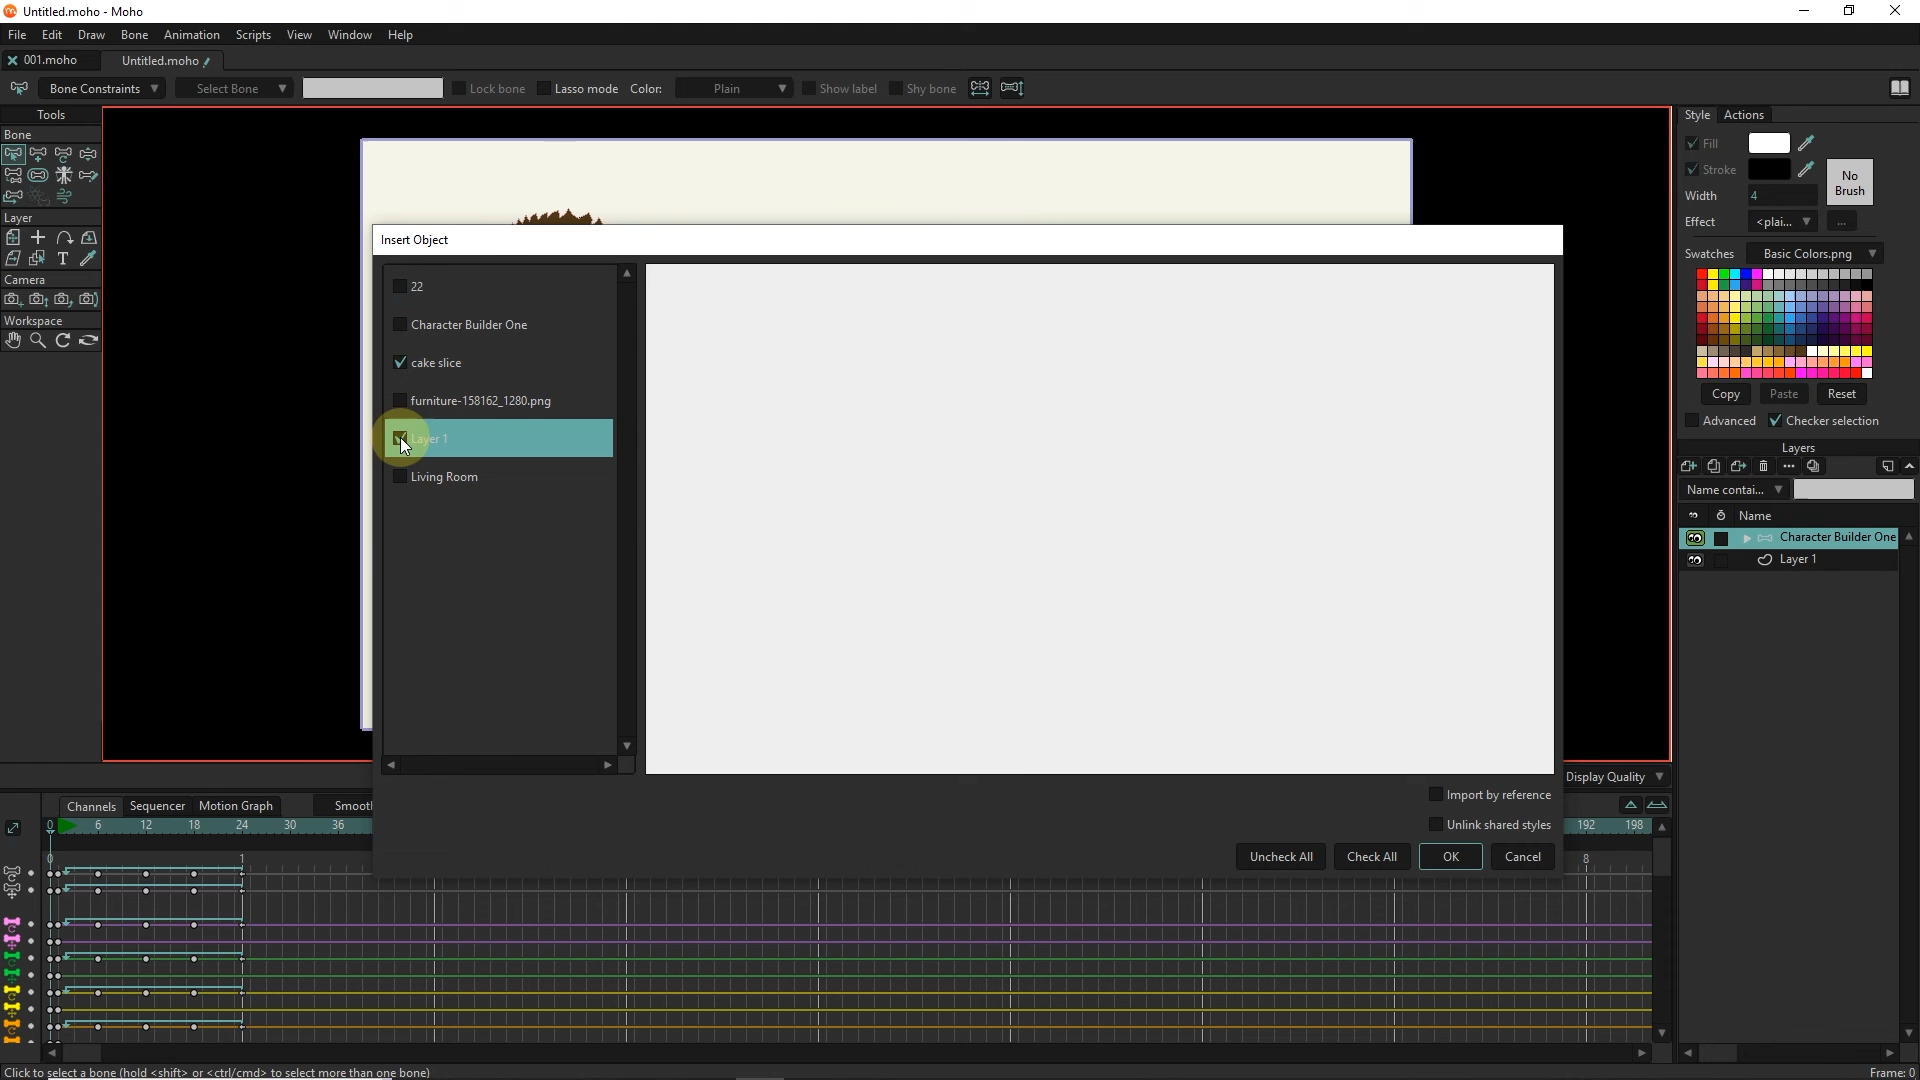 Untitled.moho - Moho
File Edit Draw Bone Animation Scripts View Window Help
001.moho Untitled.moho
Bone Constraints Select Bone Lock bone Lasso mode Color: Plain Show label Shy bone
Tools
Bone
Layer
Camera
Workspace
Insert Object
22
Character Builder One
cake slice
furniture-158162_1280.png
Layer 1
Living Room
Import by reference
Unlink shared styles
Uncheck All Check All OK Cancel
Style Actions
Fill
Stroke
No Brush
Width 4
Effect <plai... ...
Swatches Basic Colors.png
Copy Paste Reset
Advanced Checker selection
Layers
Name contai...
Name
Character Builder One
Layer 1
Display Quality
Channels Sequencer Motion Graph Smooth
0 6 12 18 24 30 36 192 198
0 1 8
Click to select a bone (hold <shift> or <ctrl/cmd> to select more than one bone)
Frame: 0